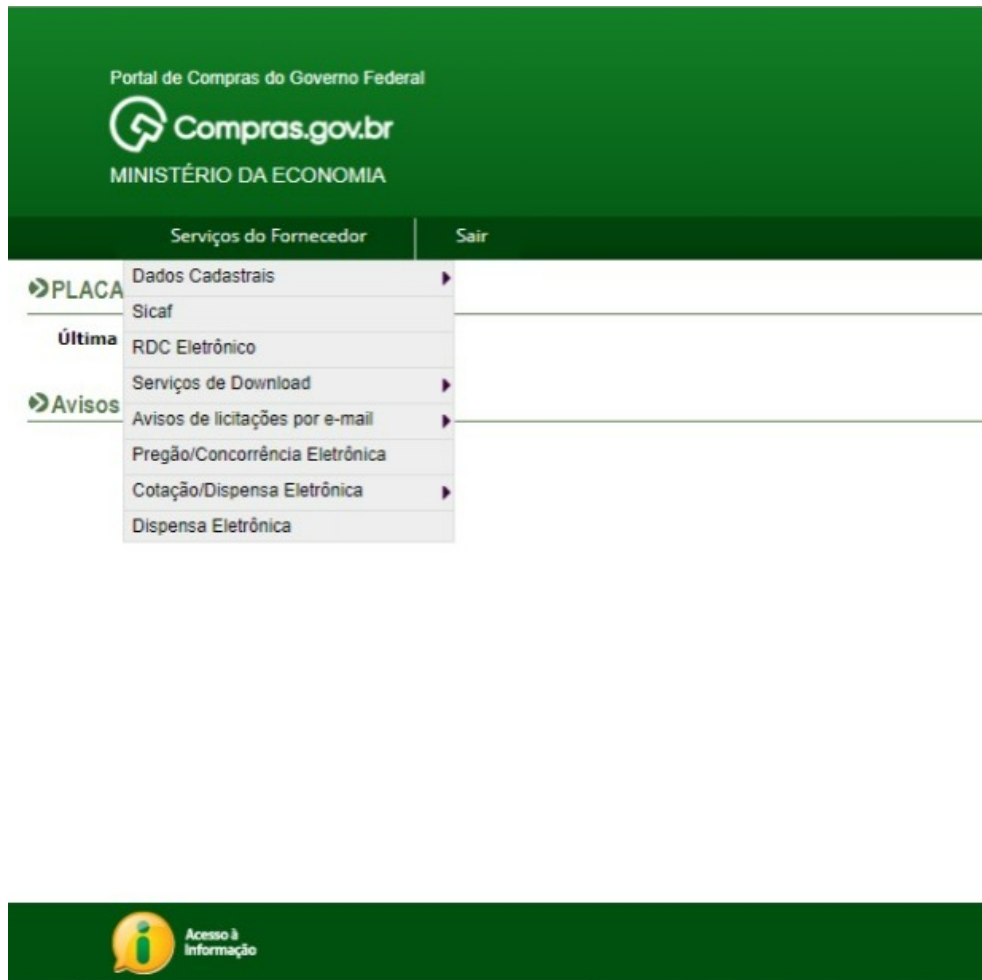 Portal de Compras do Governo Federal
Compras.gov.br
MINISTÉRIO DA ECONOMIA
Serviços do Fornecedor Sair
PLACA
Última
Avisos
Dados Cadastrais
Sicaf
RDC Eletrônico
Serviços de Download
Avisos de licitações por e-mail
Pregão/Concorrência Eletrônica
Cotação/Dispensa Eletrônica
Dispensa Eletrônica
Acesso à
Informação